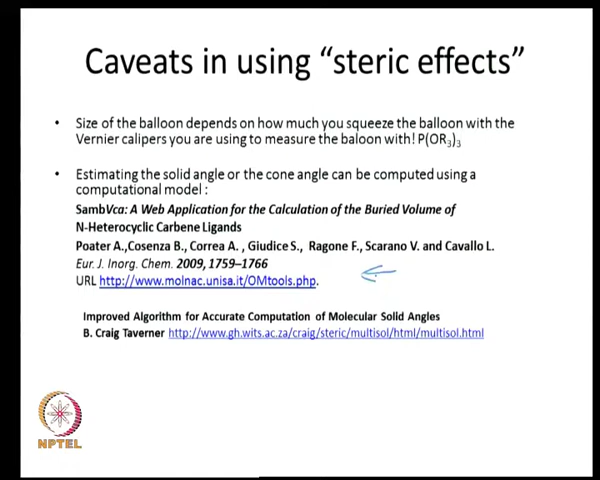 Caveats in using “steric effects”
• Size of the balloon depends on how much you squeeze the balloon with the
Vernier calipers you are using to measure the baloon with! P(OR₃)₃
• Estimating the solid angle or the cone angle can be computed using a
computational model :
SambVca: A Web Application for the Calculation of the Buried Volume of
N-Heterocyclic Carbene Ligands
Poater A.,Cosenza B., Correa A. , Giudice S., Ragone F., Scarano V. and Cavallo L.
Eur. J. Inorg. Chem. 2009, 1759–1766
URL http://www.molnac.unisa.it/OMtools.php.
Improved Algorithm for Accurate Computation of Molecular Solid Angles
B. Craig Taverner http://www.gh.wits.ac.za/craig/steric/multisol/html/multisol.html
NPTEL